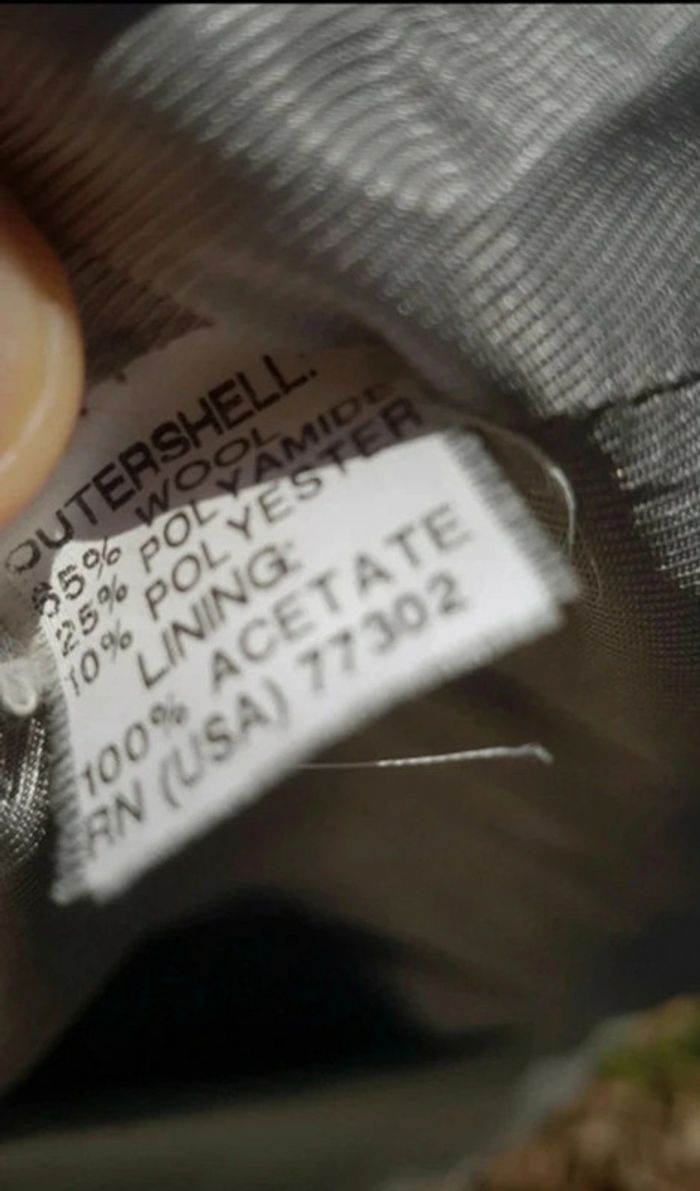 OUTERSHELL:
65% WOOL
25% POLYAMIDE
10% POLYESTER
LINING:
100% ACETATE
RN (USA) 77302